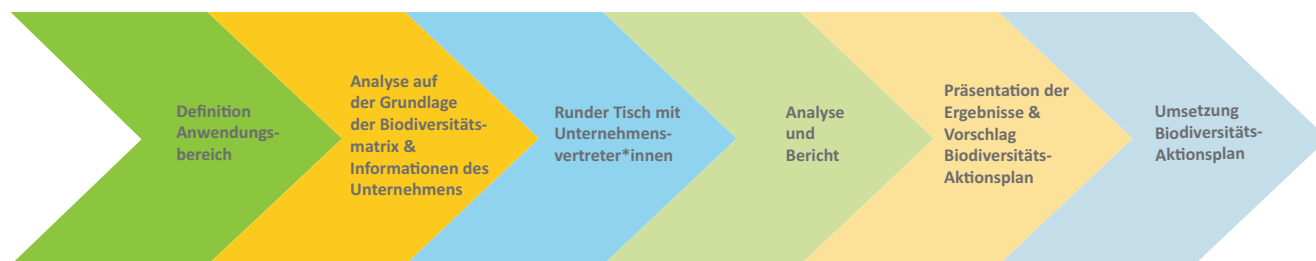 Definition
Anwendungs-
bereich
Analyse auf
der Grundlage
der Biodiversitäts-
matrix &
Informationen des
Unternehmens
Runder Tisch mit
Unternehmens-
vertreter*innen
Analyse
und
Bericht
Präsentation der
Ergebnisse &
Vorschlag
Biodiversitäts-
Aktionsplan
Umsetzung
Biodiversitäts-
Aktionsplan